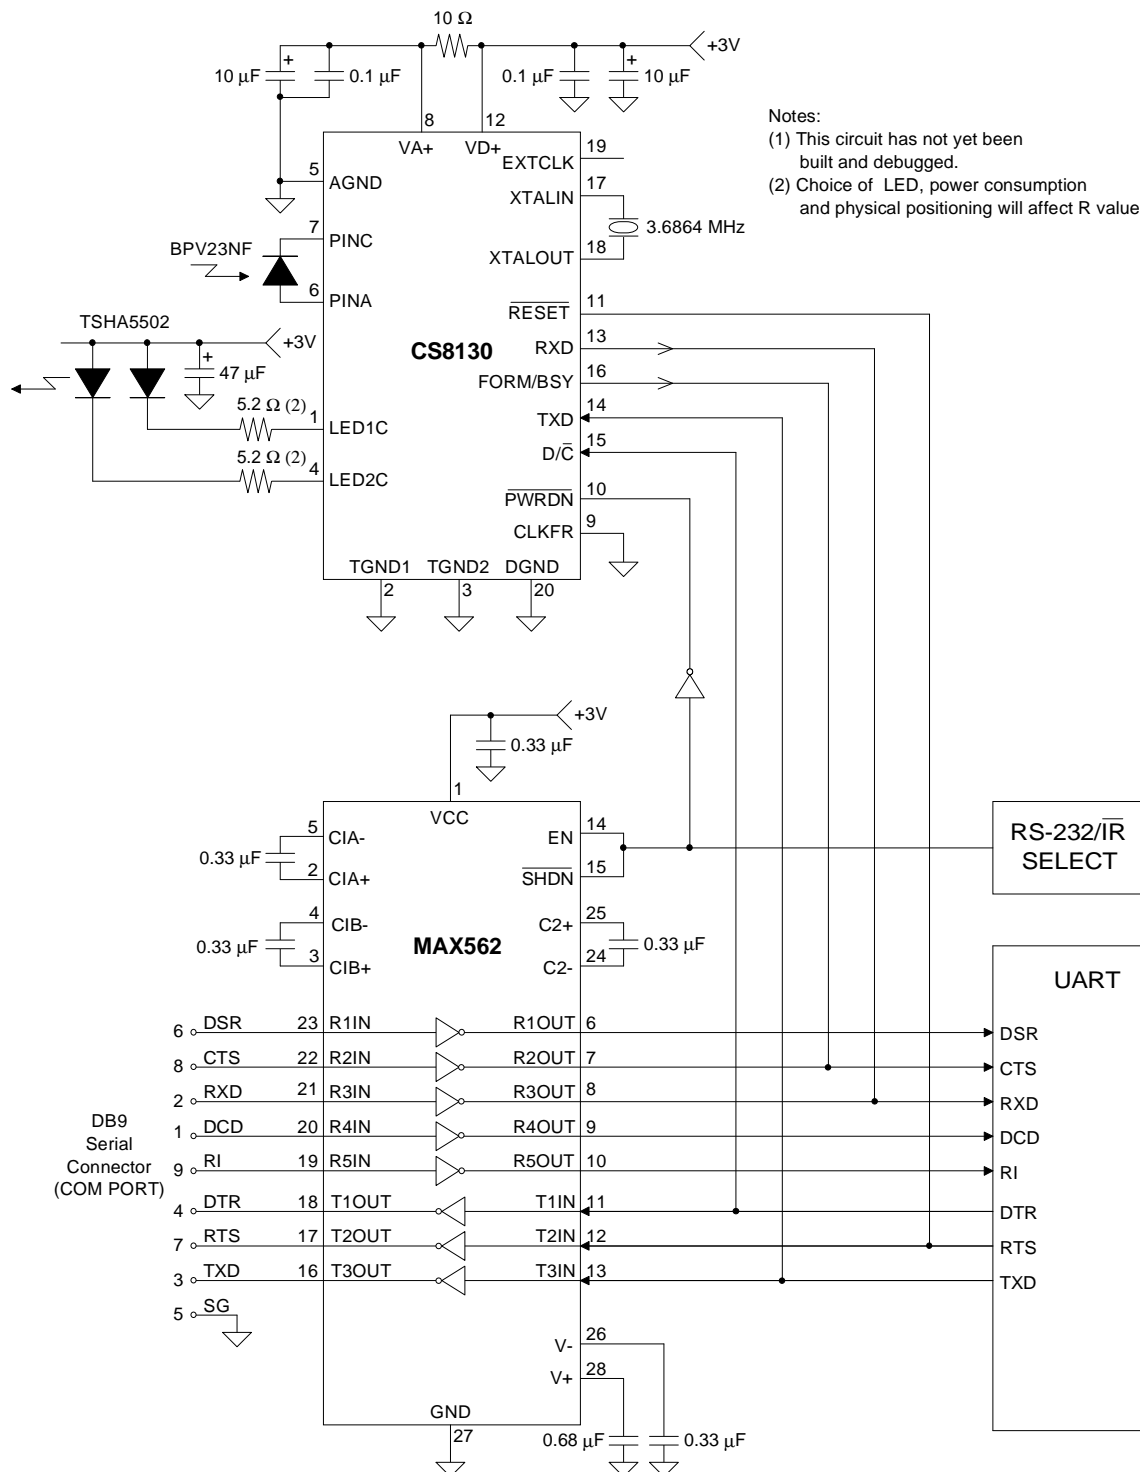 10 Ω
+3V
10 µF
+
0.1 µF
0.1 µF
+
10 µF
Notes:
(1) This circuit has not yet been
built and debugged.
(2) Choice of LED, power consumption
and physical positioning will affect R value
8
12
VA+
VD+
19
EXTCLK
5
AGND
17
XTALIN
3.6864 MHz
7
PINC
BPV23NF
18
XTALOUT
6
PINA
11
RESET
TSHA5502
+3V
CS8130
13
RXD
+
47 µF
16
FORM/BSY
5.2 Ω (2)
1
LED1C
14
TXD
15
D/C
5.2 Ω (2)
4
LED2C
10
PWRDN
9
CLKFR
TGND1
TGND2
DGND
2
3
20
+3V
0.33 µF
1
VCC
5
CIA-
14
EN
RS-232/IR
SELECT
0.33 µF
2
CIA+
15
SHDN
4
CIB-
25
C2+
0.33 µF
MAX562
0.33 µF
3
CIB+
24
C2-
UART
6 DSR 23 R1IN R1OUT 6 DSR
8 CTS 22 R2IN R2OUT 7 CTS
2 RXD 21 R3IN R3OUT 8 RXD
1 DCD 20 R4IN R4OUT 9 DCD
9 RI 19 R5IN R5OUT 10 RI
4 DTR 18 T1OUT T1IN 11 DTR
7 RTS 17 T2OUT T2IN 12 RTS
3 TXD 16 T3OUT T3IN 13 TXD
5 SG
DB9
Serial
Connector
(COM PORT)
V- 26
V+ 28
GND
27
0.68 µF
0.33 µF